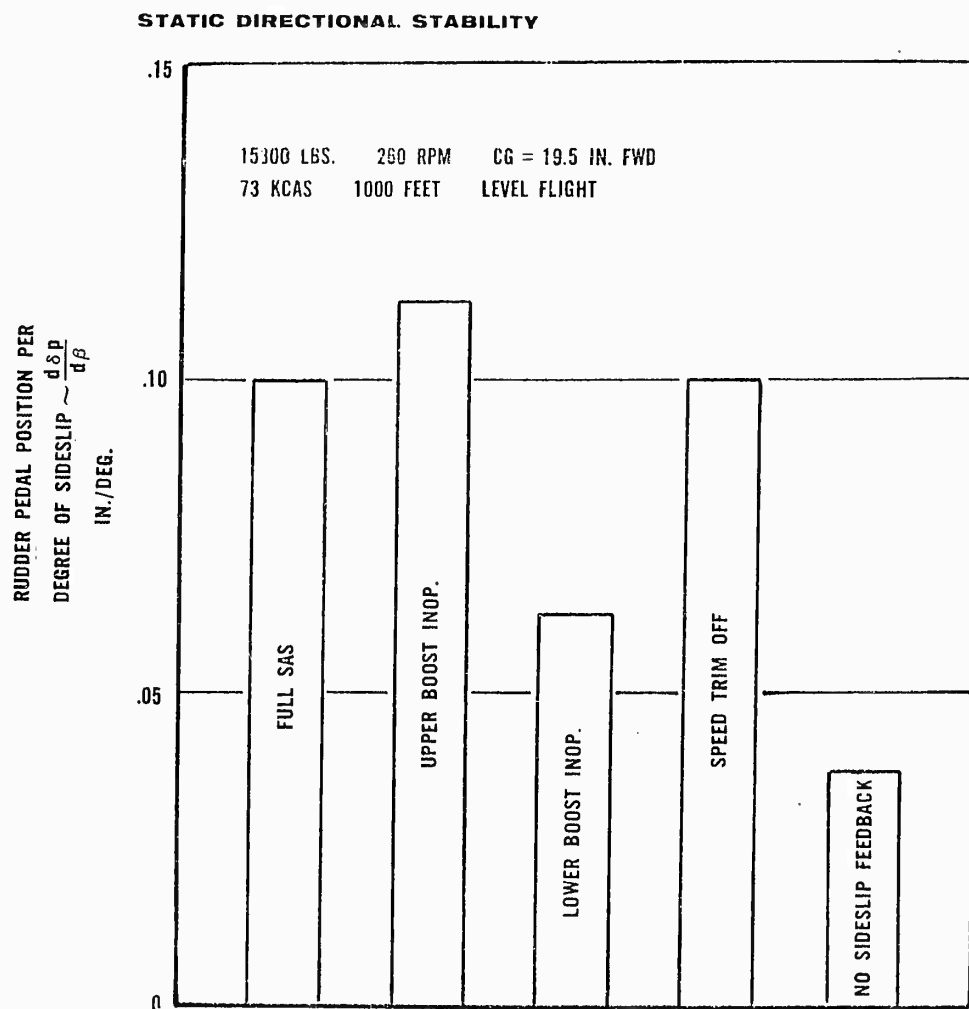 STATIC DIRECTIONAL STABILITY
.15
15300 LBS. 260 RPM CG = 19.5 IN. FWD
73 KCAS 1000 FEET LEVEL FLIGHT
RUDDER PEDAL POSITION PER
DEGREE OF SIDESLIP ~ dδp/dβ
IN./DEG.
.10
.05
0
FULL SAS
UPPER BOOST INOP.
LOWER BOOST INOP.
SPEED TRIM OFF
NO SIDESLIP FEEDBACK